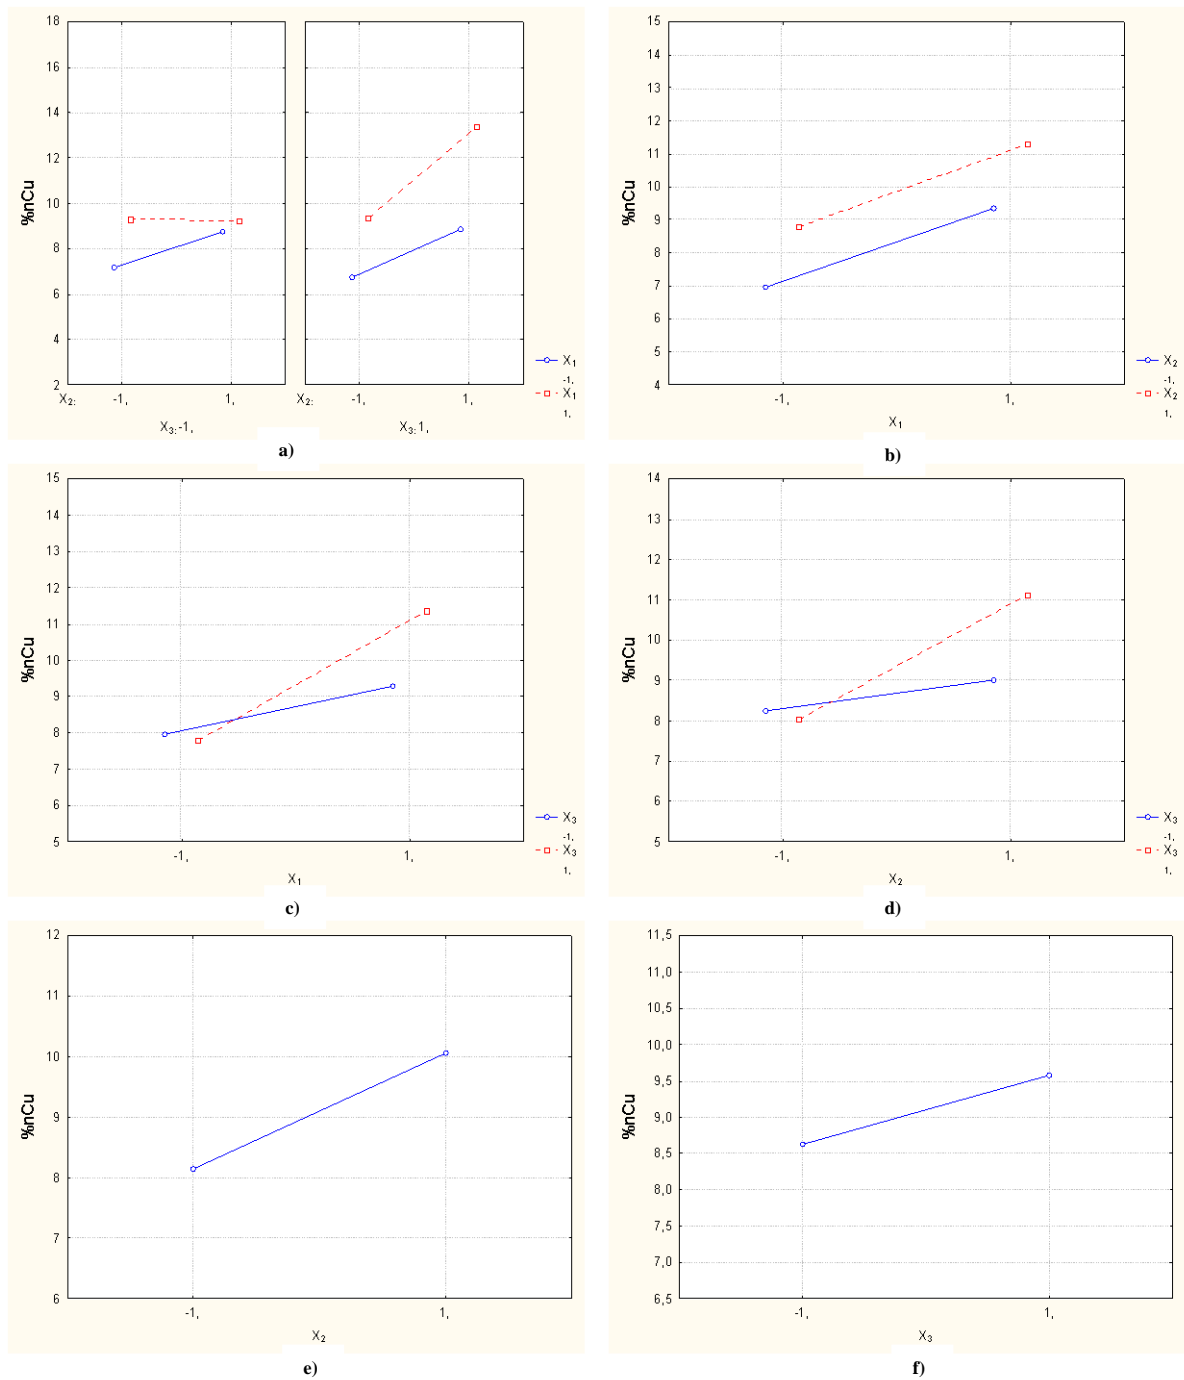 18
16
14
12
10
8
6
4
2
%nCu
X2: -1, 1,
X3:-1,
X2: -1, 1,
X3:1,
X1
-1,
X1
1,
a)
15
14
13
12
11
10
9
8
7
6
5
4
%nCu
-1, 1,
X1
X2
-1,
X2
1,
b)
15
14
13
12
11
10
9
8
7
6
5
%nCu
-1, 1,
X1
X3
-1,
X3
1,
c)
14
13
12
11
10
9
8
7
6
5
%nCu
-1, 1,
X2
X3
-1,
X3
1,
d)
12
11
10
9
8
7
6
%nCu
-1, 1,
X2
e)
11,5
11,0
10,5
10,0
9,5
9,0
8,5
8,0
7,5
7,0
6,5
%nCu
-1, 1,
X3
f)